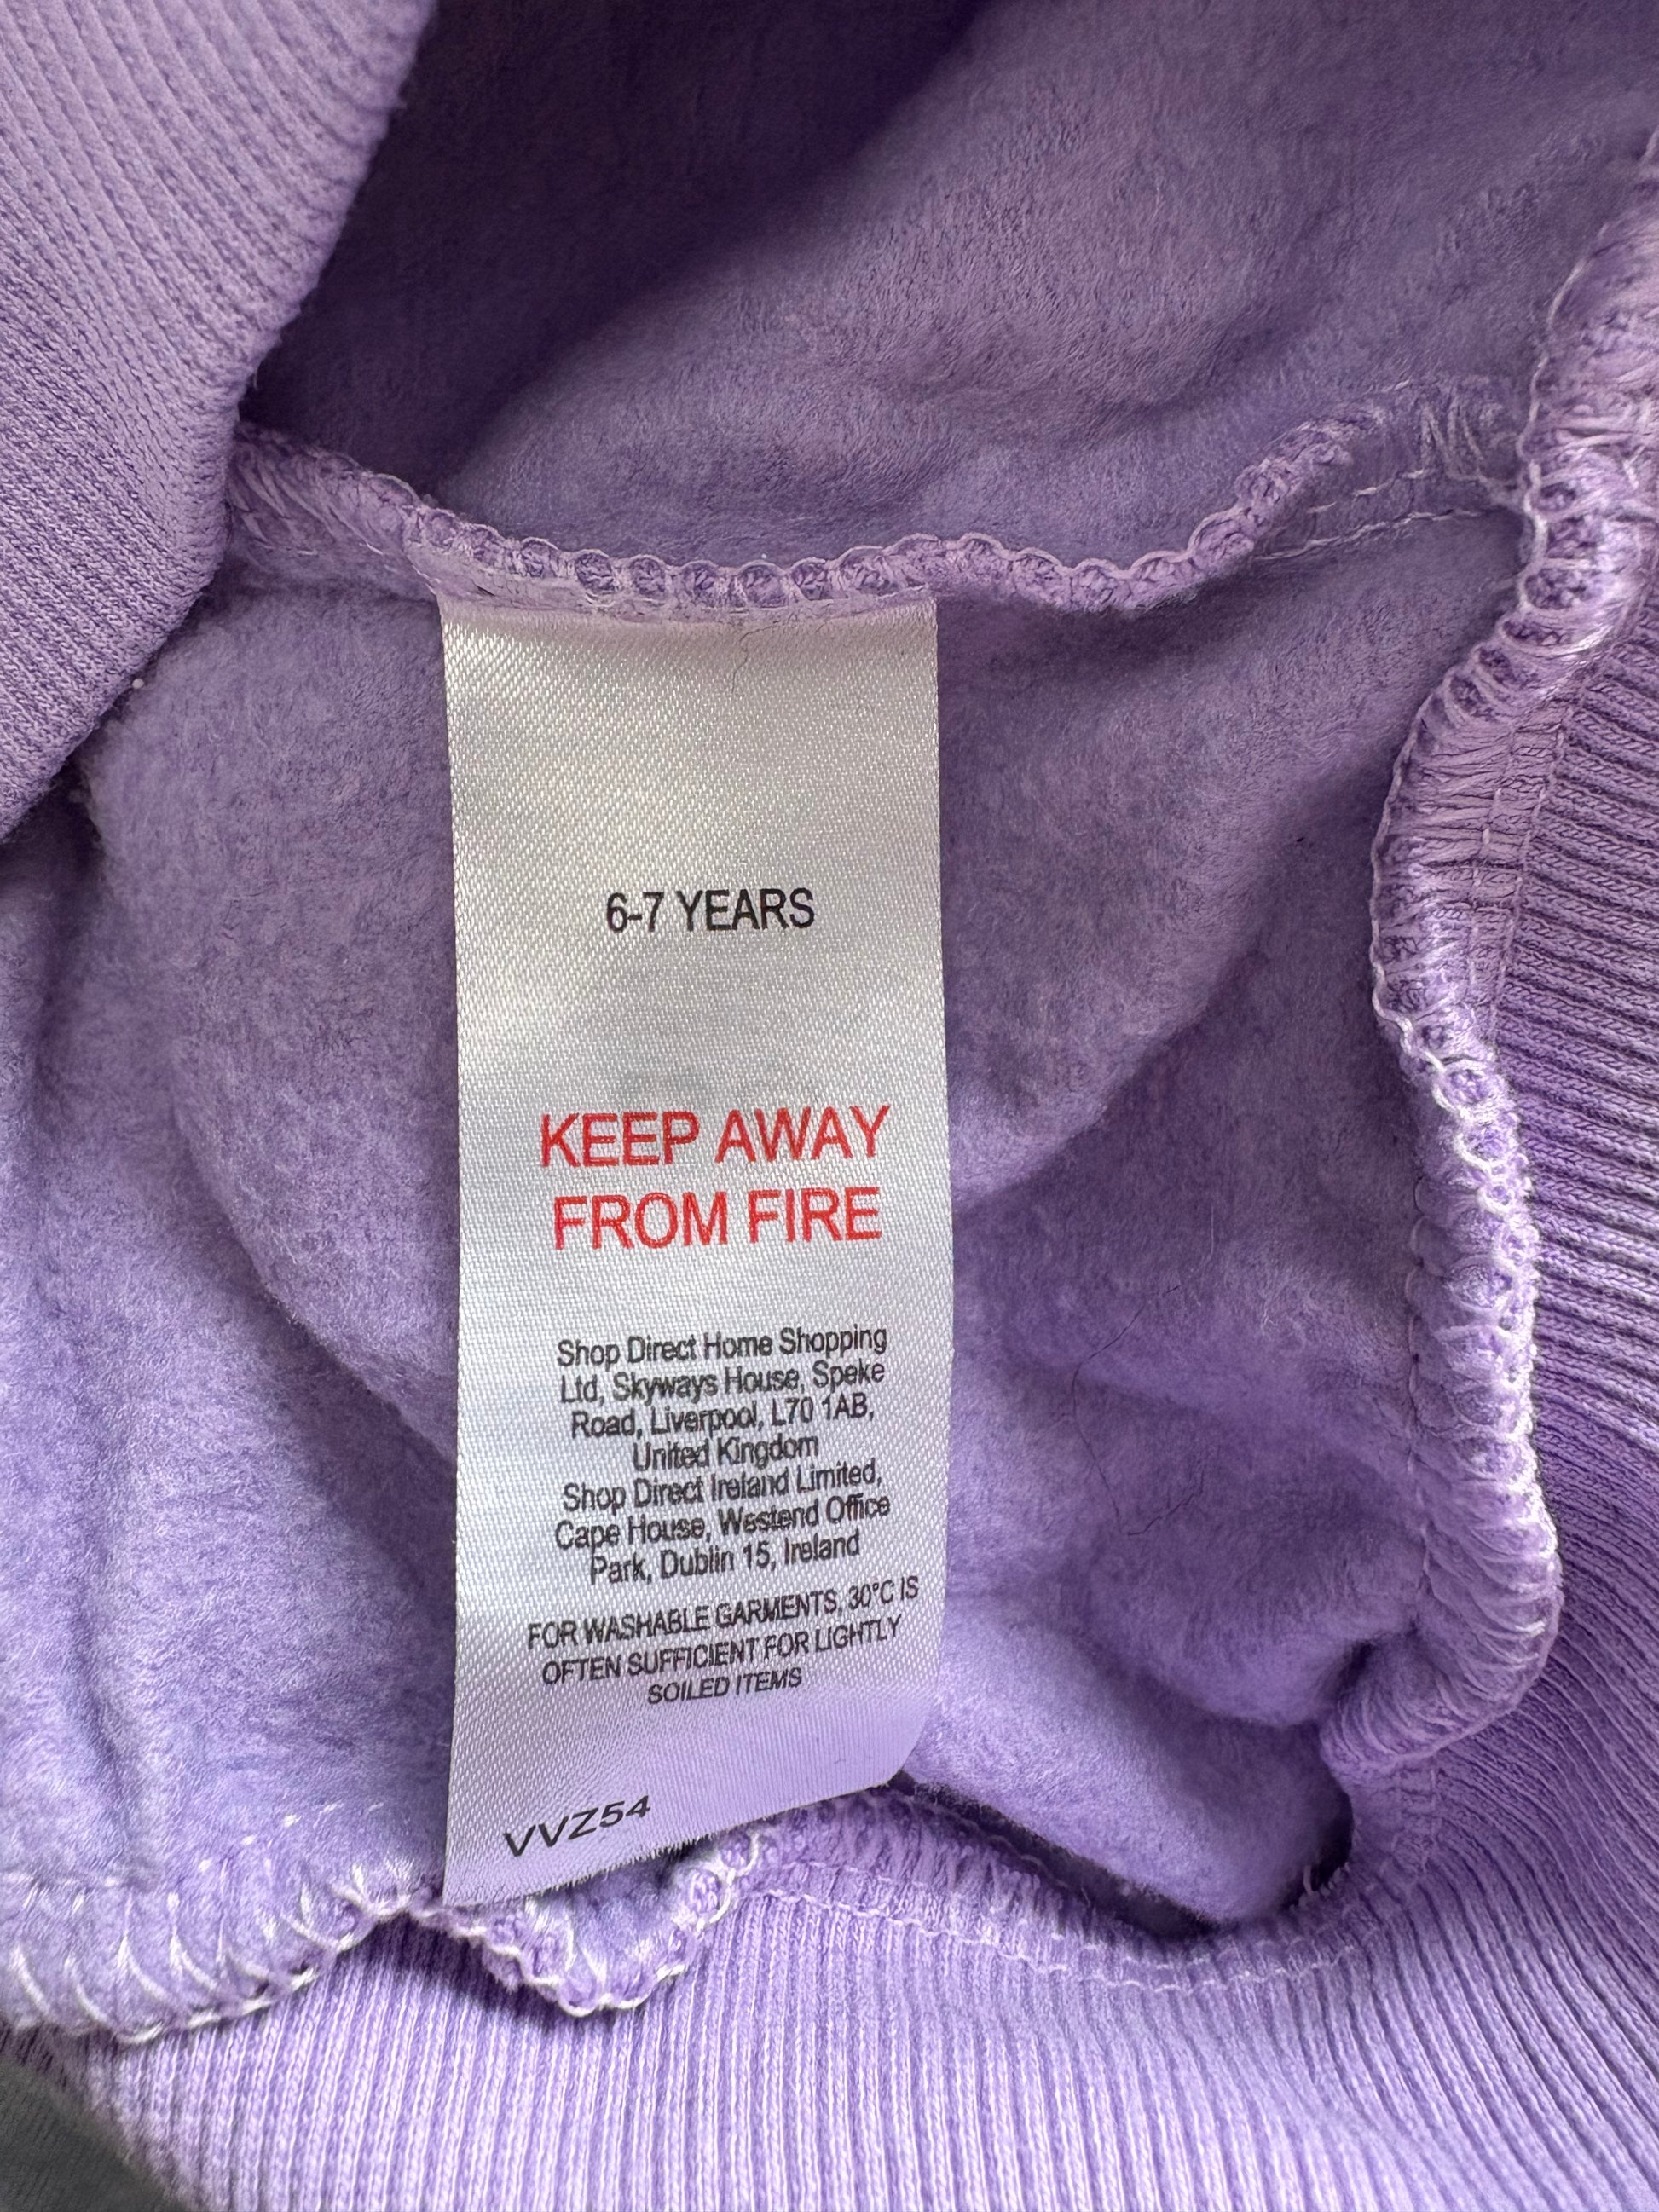 6-7 YEARS
KEEP AWAY
FROM FIRE
Shop Direct Home Shopping
Ltd, Skyways House, Speke
Road, Liverpool, L70 1AB,
United Kingdom
Shop Direct Ireland Limited,
Cape House, Westend Office
Park, Dublin 15, Ireland
FOR WASHABLE GARMENTS, 30°C IS
OFTEN SUFFICIENT FOR LIGHTLY
SOILED ITEMS
VVZ54